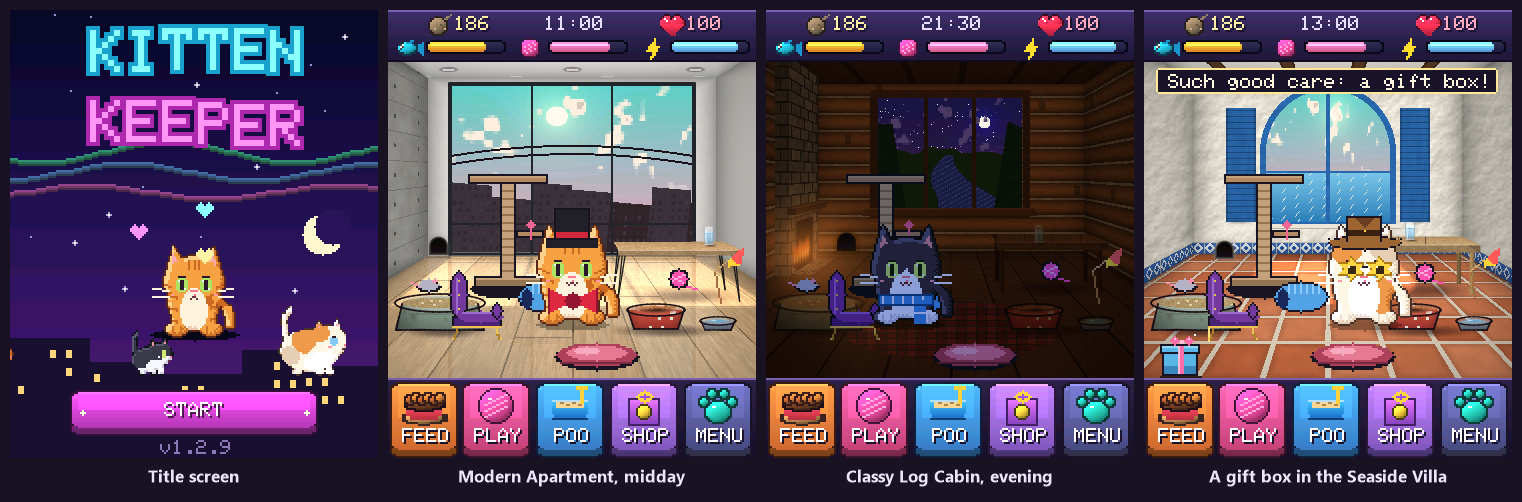 KITTEN
KEEPER
START
v1.2.9
Title screen
186 11:00 100
FEED PLAY POO SHOP MENU
Modern Apartment, midday
186 21:30 100
FEED PLAY POO SHOP MENU
Classy Log Cabin, evening
186 13:00 100
Such good care: a gift box!
FEED PLAY POO SHOP MENU
A gift box in the Seaside Villa